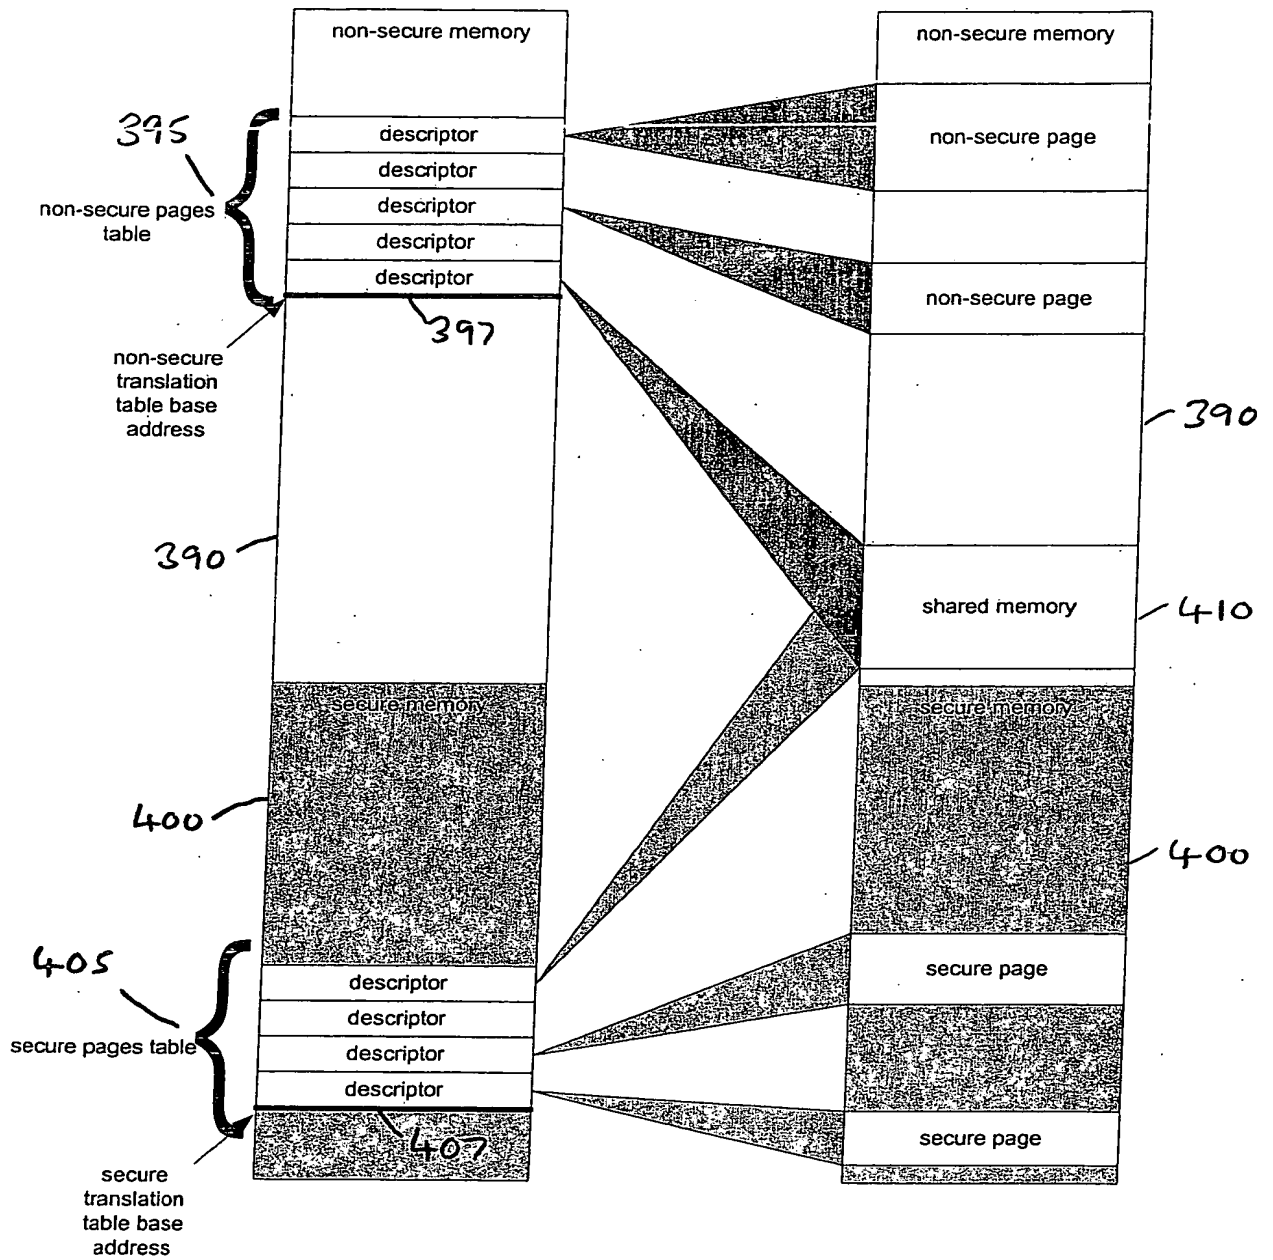 non-secure memory
non-secure memory
395
descriptor
non-secure page
descriptor
non-secure pages
table
descriptor
descriptor
descriptor
non-secure page
397
non-secure
translation
table base
address
390
390
shared memory
410
secure memory
secure memory
400
400
405
secure page
descriptor
descriptor
secure pages table
descriptor
descriptor
secure page
407
secure
translation
table base
address